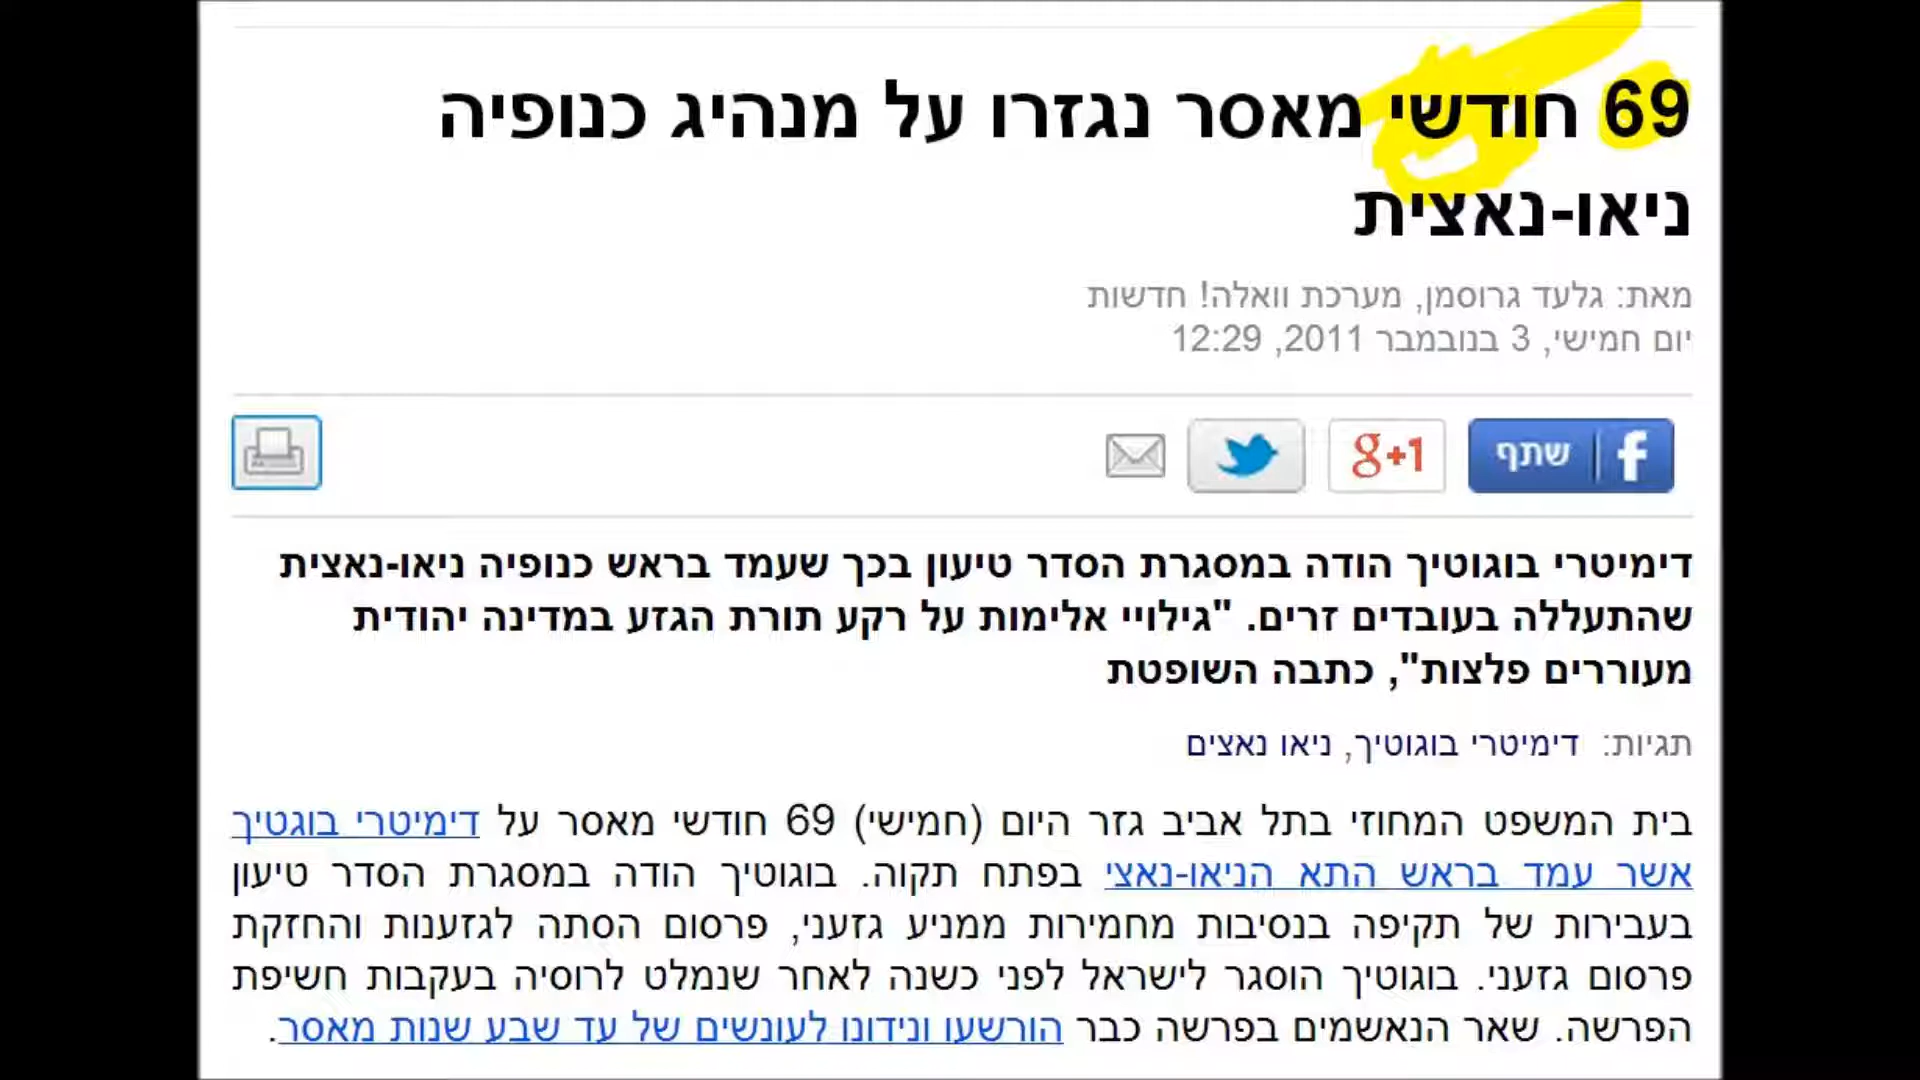 69 חודשי מאסר נגזרו על מנהיג כנופיה
ניאו-נאצית
מאת: גלעד גרוסמן, מערכת וואלה! חדשות
יום חמישי, 3 בנובמבר 2011, 12:29
שתף
g+1
דימיטרי בוגוטיך הודה במסגרת הסדר טיעון בכך שעמד בראש כנופיה ניאו-נאצית
שהתעללה בעובדים זרים. "גילויי אלימות על רקע תורת הגזע במדינה יהודית
מעוררים פלצות", כתבה השופטת
תגיות: דימיטרי בוגוטיך, ניאו נאצים
בית המשפט המחוזי בתל אביב גזר היום (חמישי) 69 חודשי מאסר על דימיטרי בוגטיך
אשר עמד בראש התא הניאו-נאצי בפתח תקוה. בוגוטיך הודה במסגרת הסדר טיעון
בעבירות של תקיפה בנסיבות מחמירות ממניע גזעני, פרסום הסתה לגזענות והחזקת
פרסום גזעני. בוגוטיך הוסגר לישראל לפני כשנה לאחר שנמלט לרוסיה בעקבות חשיפת
הפרשה. שאר הנאשמים בפרשה כבר הורשעו ונידונו לעונשים של עד שבע שנות מאסר.